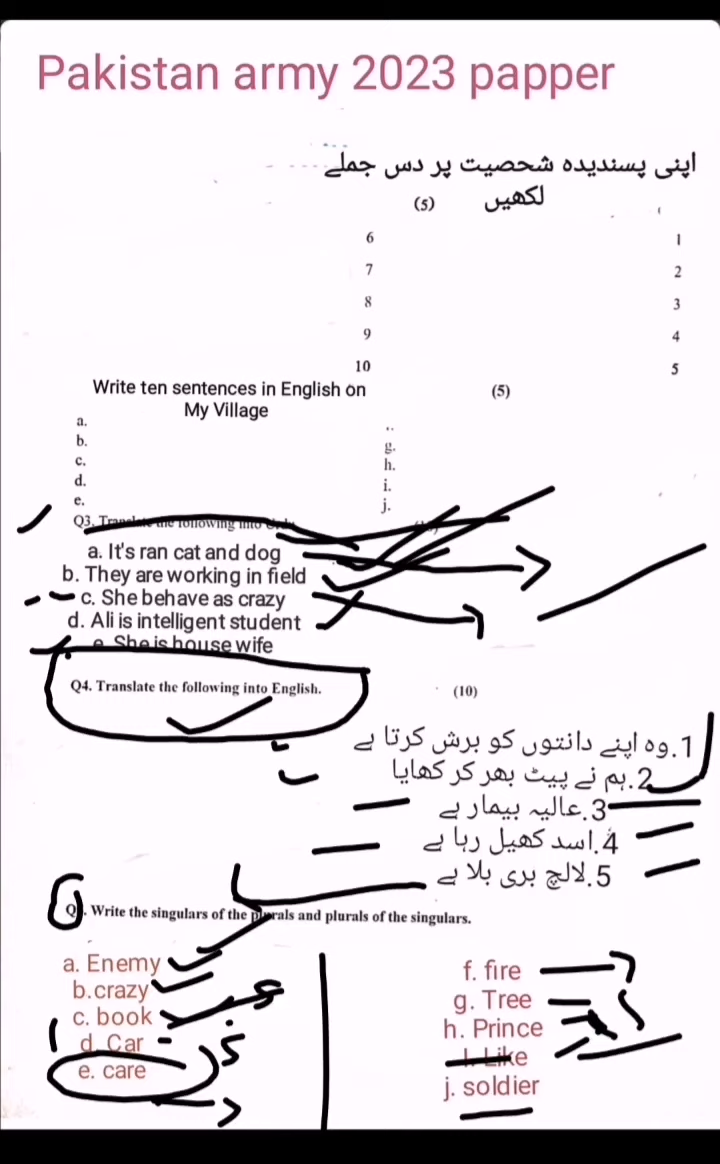 Pakistan army 2023 papper
اپنی پسندیدہ شخصیت پر دس جملے
لکھیں (5)
1 6
2 7
3 8
4 9
5 10
Write ten sentences in English on (5)
My Village
a.
b. g.
c. h.
d. i.
e. j.
Q3. Translate the following into
a. It's ran cat and dog
b. They are working in field
c. She behave as crazy
d. Ali is intelligent student
e. She is house wife
Q4. Translate the following into English. (10)
1.وہ اپنے دانتوں کو برش کرتا ہے
2.ہم نے پیٹ بھر کر کھایا
3.عالیہ بیمار ہے
4.اسد کھیل رہا ہے
5.لالچ بری بلا ہے
Q. Write the singulars of the plurals and plurals of the singulars.
a. Enemy f. fire
b.crazy g. Tree
c. book h. Prince
d. Car I. Like
e. care j. soldier